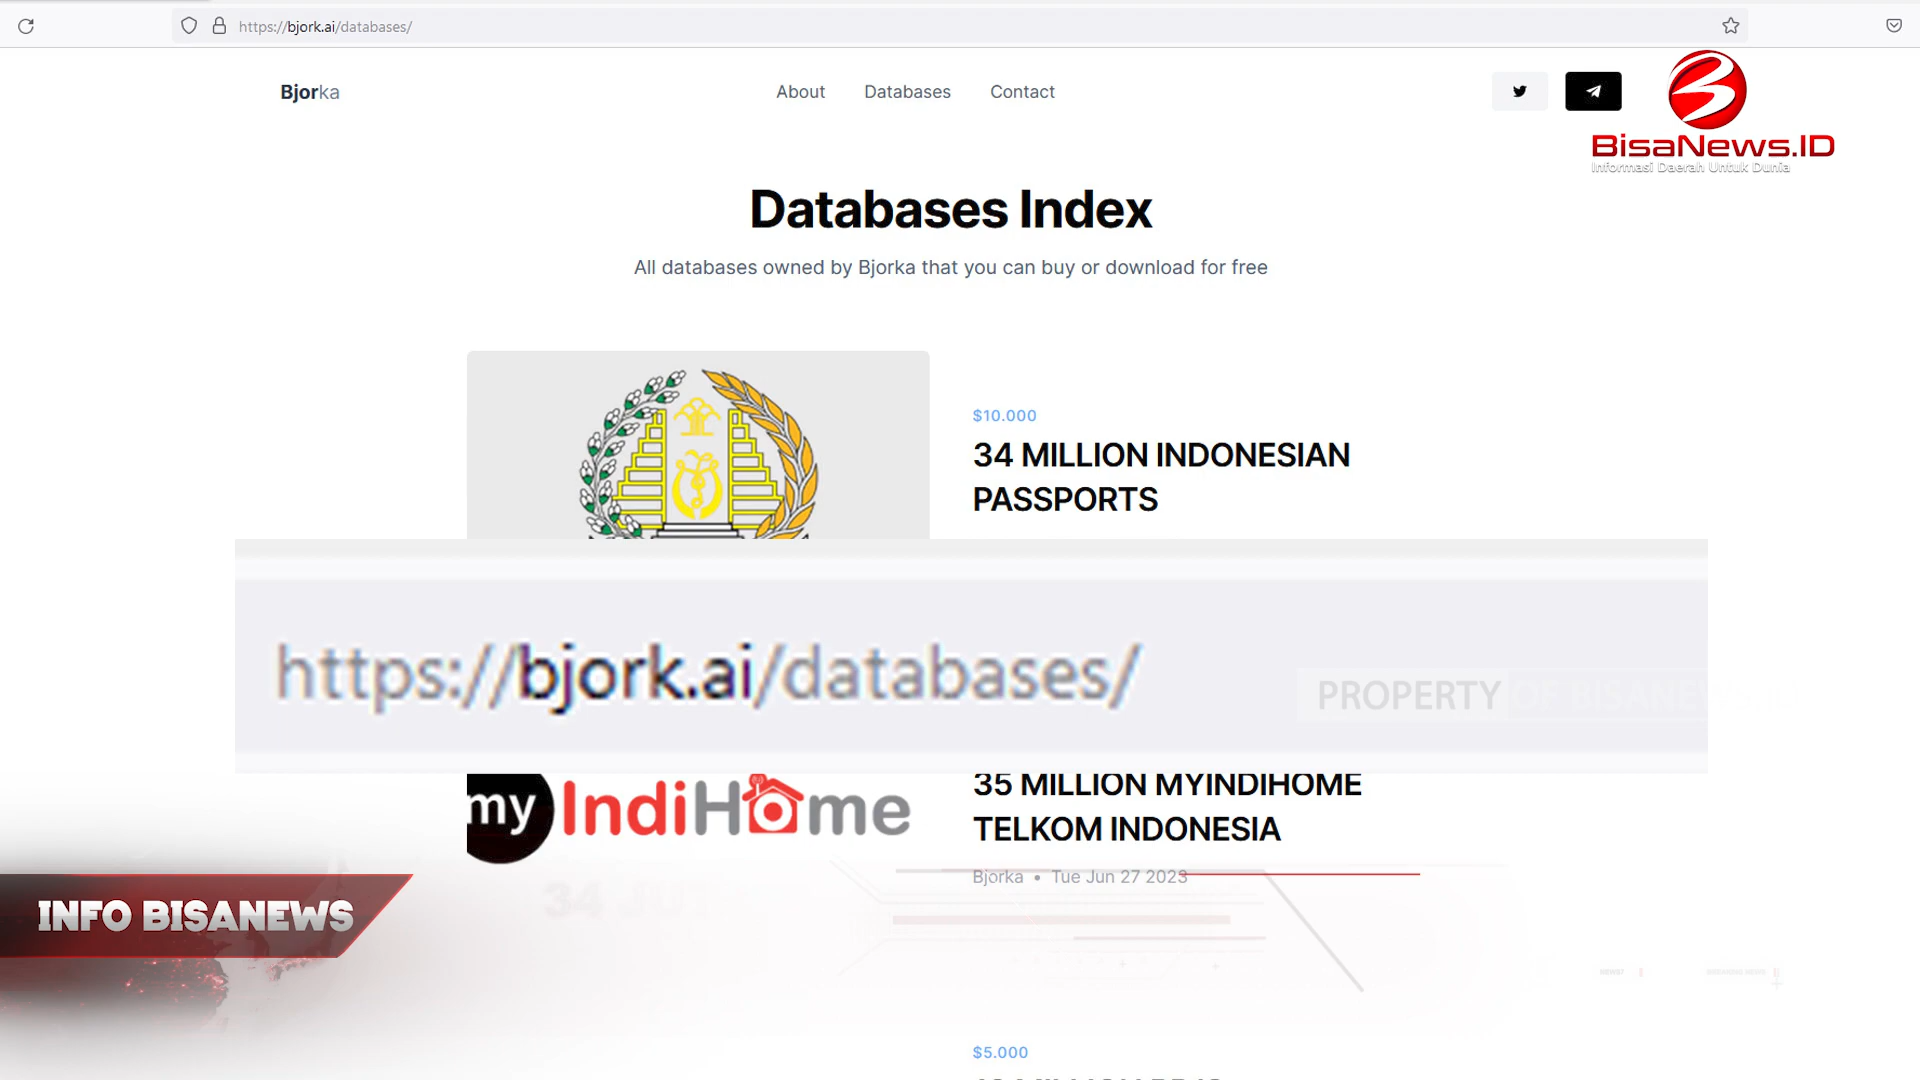 https://bjork.ai/databases/
Bjorka
About
Databases
Contact
BisaNews.ID
Informasi Daerah Untuk Dunia
Databases Index
All databases owned by Bjorka that you can buy or download for free
$10.000
34 MILLION INDONESIAN
PASSPORTS
https://bjork.ai/databases/
PROPERTY OF BISANE
my IndiHome
35 MILLION MYINDIHOME
TELKOM INDONESIA
Bjorka • Tue Jun 27 2023
34 JUT
INFO BISANEWS
$5.000